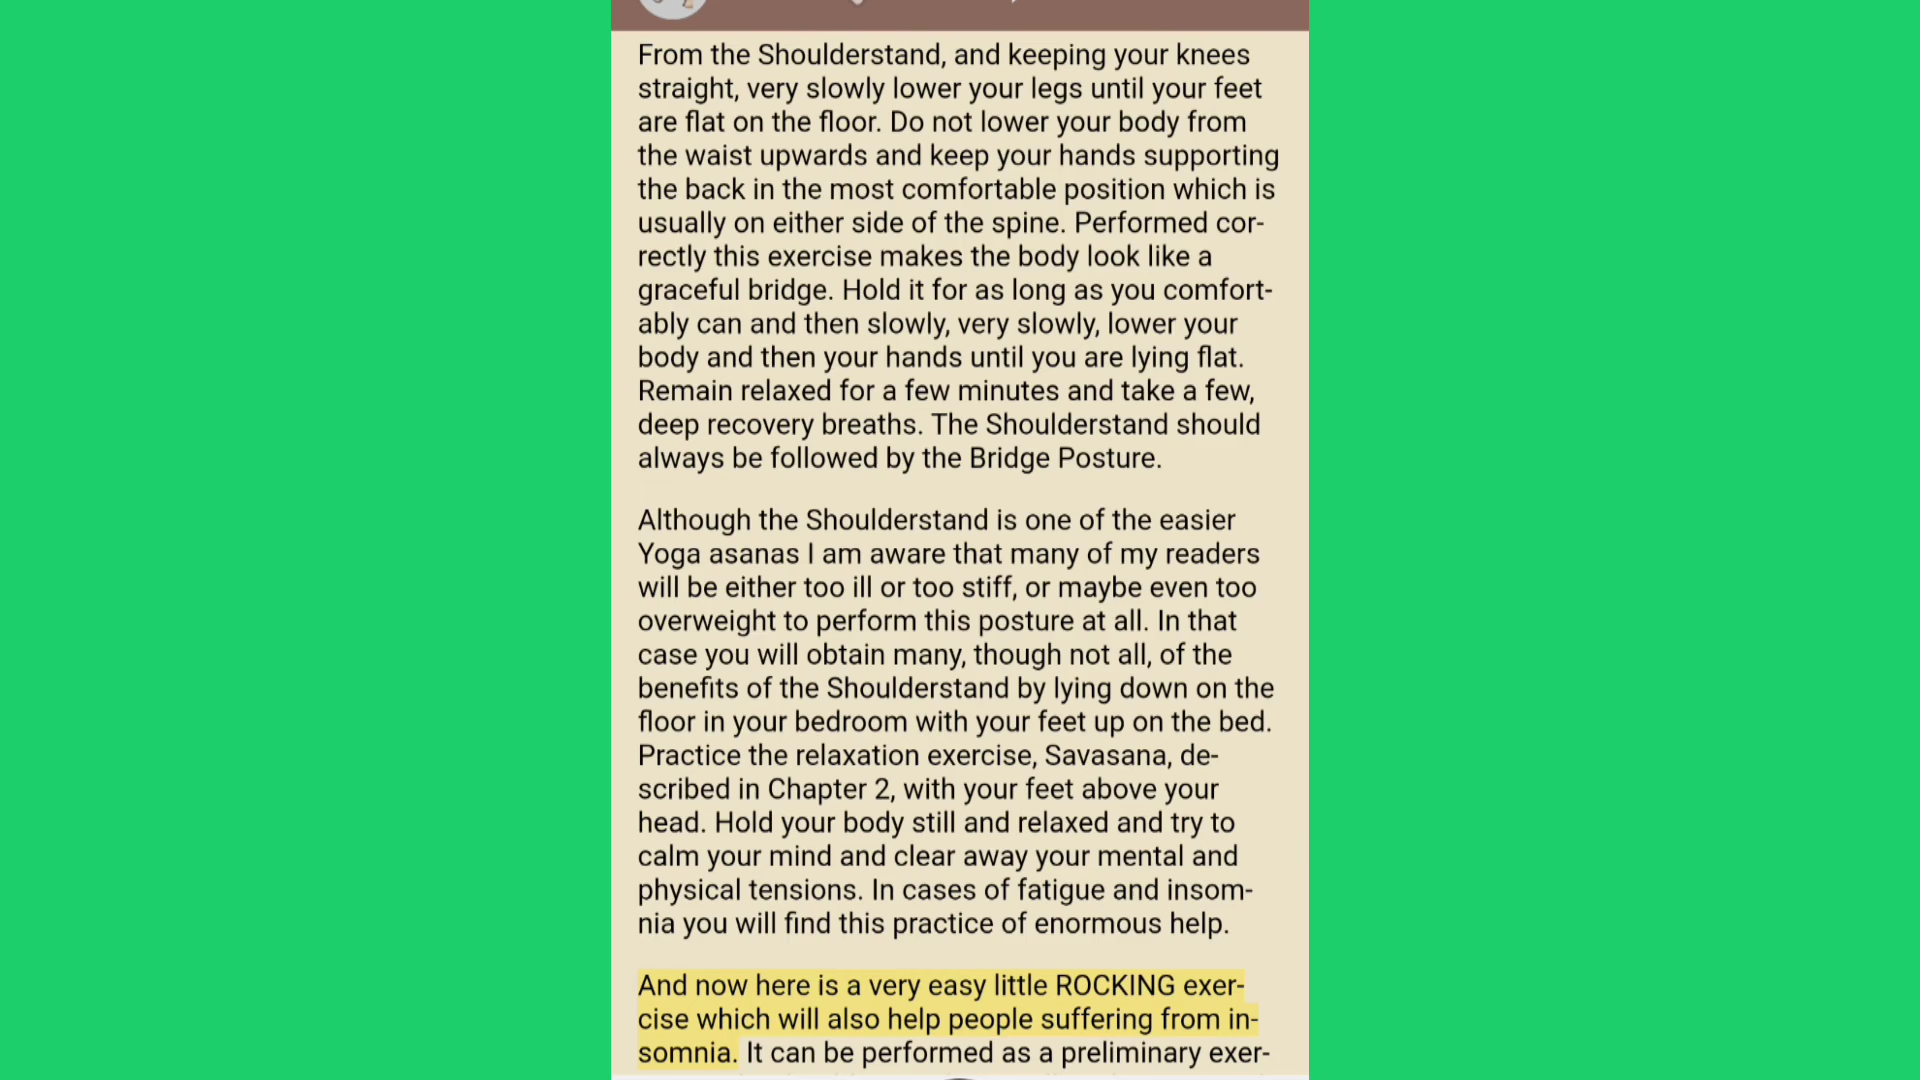 From the Shoulderstand, and keeping your knees
straight, very slowly lower your legs until your feet
are flat on the floor. Do not lower your body from
the waist upwards and keep your hands supporting
the back in the most comfortable position which is
usually on either side of the spine. Performed cor-
rectly this exercise makes the body look like a
graceful bridge. Hold it for as long as you comfort-
ably can and then slowly, very slowly, lower your
body and then your hands until you are lying flat.
Remain relaxed for a few minutes and take a few,
deep recovery breaths. The Shoulderstand should
always be followed by the Bridge Posture.
Although the Shoulderstand is one of the easier
Yoga asanas I am aware that many of my readers
will be either too ill or too stiff, or maybe even too
overweight to perform this posture at all. In that
case you will obtain many, though not all, of the
benefits of the Shoulderstand by lying down on the
floor in your bedroom with your feet up on the bed.
Practice the relaxation exercise, Savasana, de-
scribed in Chapter 2, with your feet above your
head. Hold your body still and relaxed and try to
calm your mind and clear away your mental and
physical tensions. In cases of fatigue and insom-
nia you will find this practice of enormous help.
And now here is a very easy little ROCKING exer-
cise which will also help people suffering from in-
somnia. It can be performed as a preliminary exer-